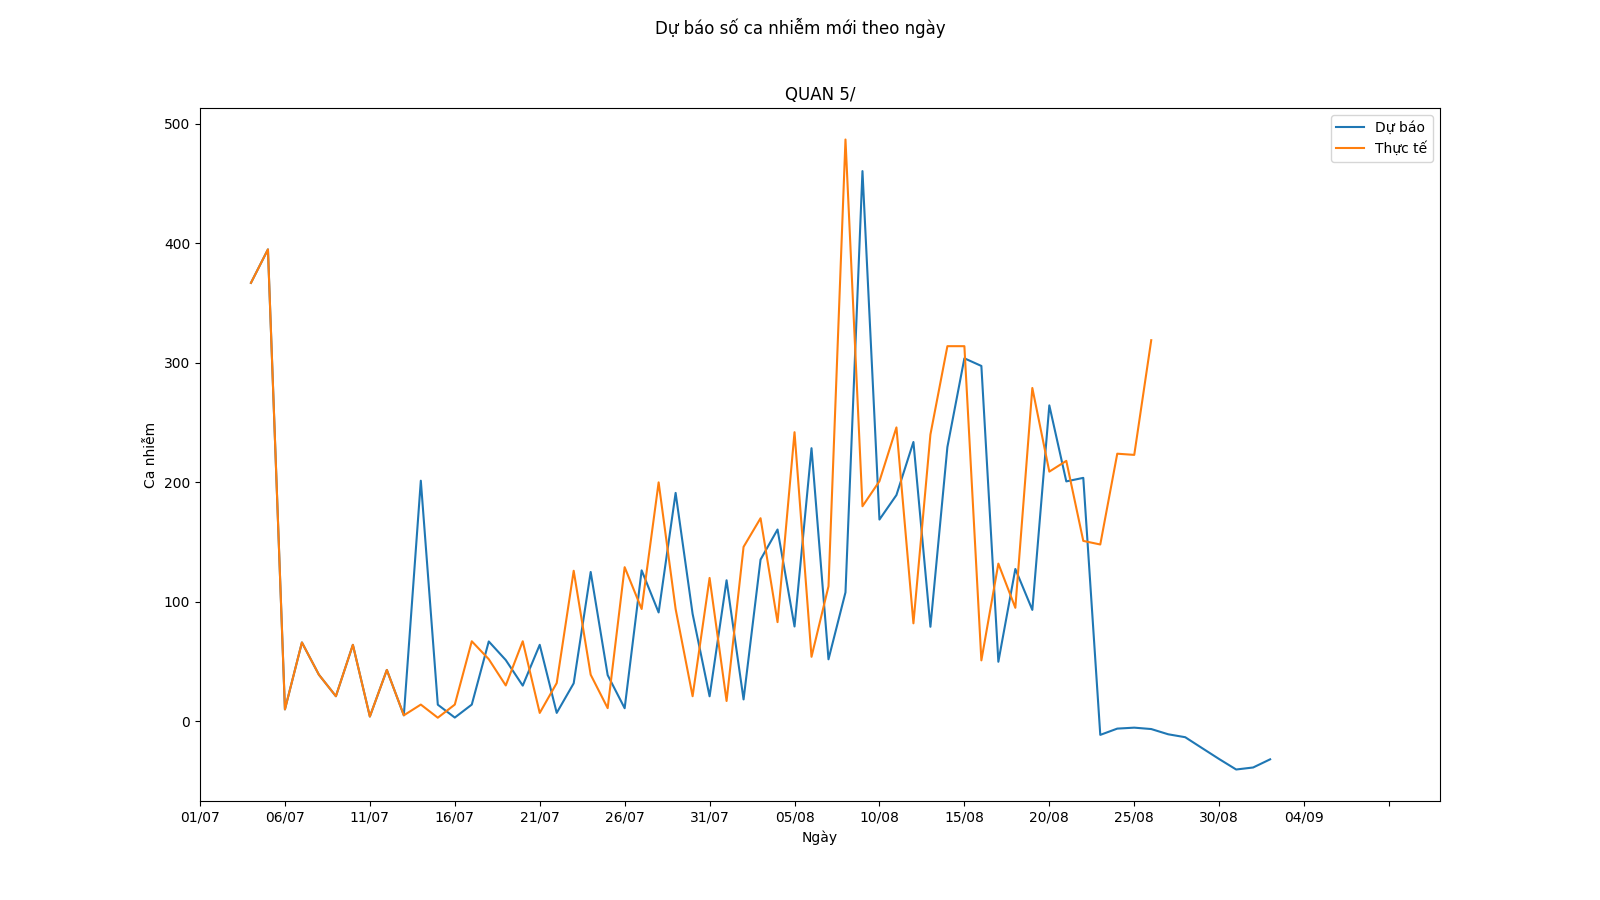 Dự báo số ca nhiễm mới theo ngày
QUAN 5/
Dự báo
Thực tế
500
400
300
200
100
0
Ca nhiễm
01/07 06/07 11/07 16/07 21/07 26/07 31/07 05/08 10/08 15/08 20/08 25/08 30/08 04/09
Ngày